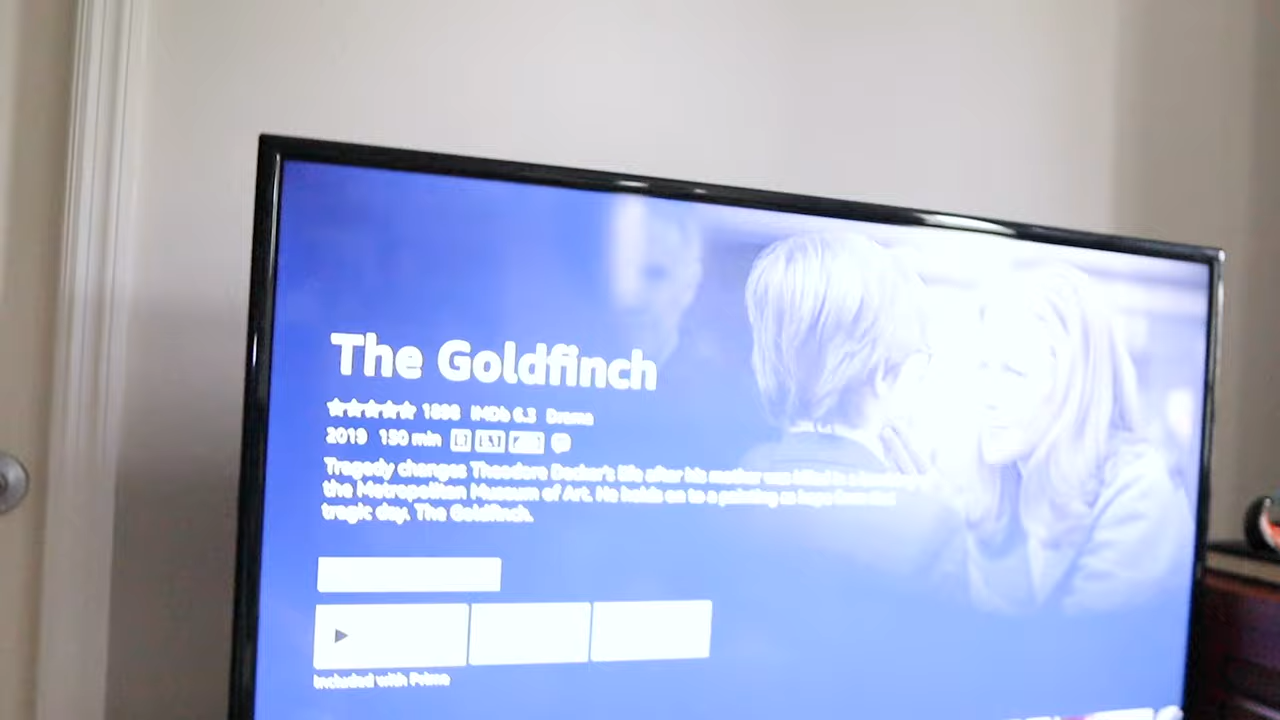 The Goldfinch
1898 IMDb 6.3 Drama
2019 150 min
Tragedy changes Theodore Decker's life after his mother was killed in a
the Metropolitan Museum of Art. He holds on to a painting of hope from that
tragic day. The Goldfinch.
Included with Prime